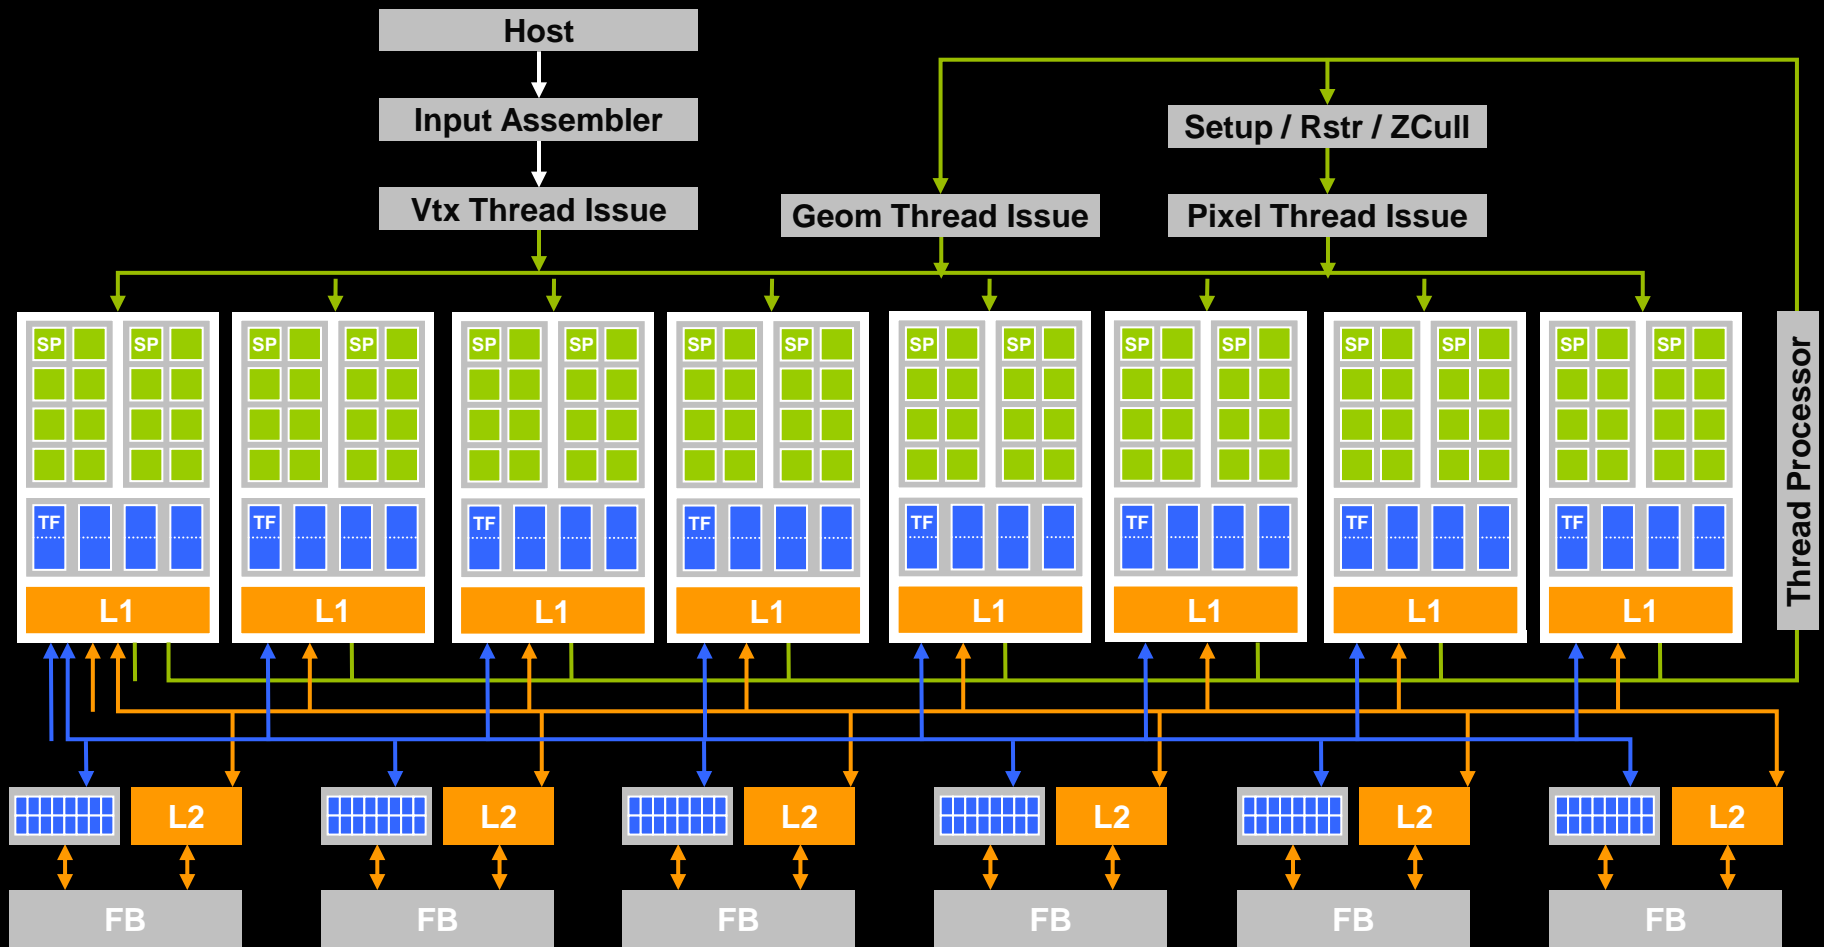 Host
Input Assembler
Setup / Rstr / ZCull
Vtx Thread Issue
Geom Thread Issue
Pixel Thread Issue
SP SP SP SP SP SP SP SP SP SP SP SP SP SP SP SP
Thread Processor
TF TF TF TF TF TF TF TF
L1 L1 L1 L1 L1 L1 L1 L1
L2 L2 L2 L2 L2 L2
FB FB FB FB FB FB